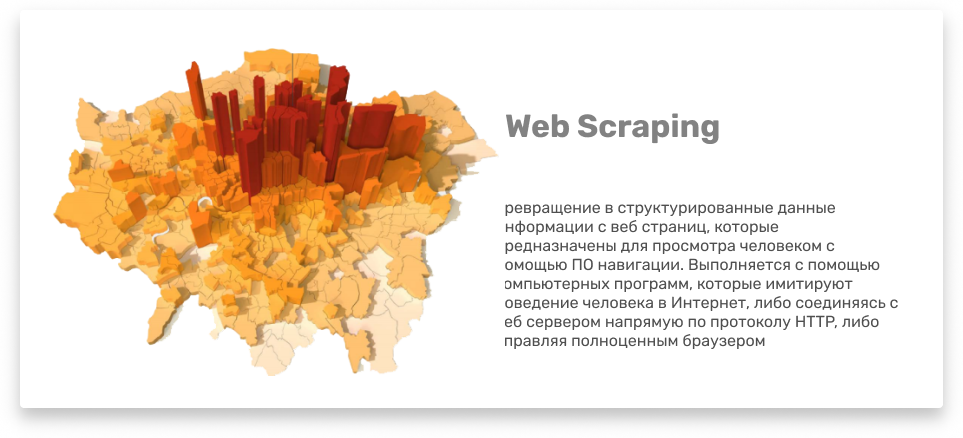 Web Scraping
ревращение в структурированные данные
нформации с веб страниц, которые
редназначены для просмотра человеком с
омощью ПО навигации. Выполняется с помощью
омпьютерных программ, которые имитируют
оведение человека в Интернет, либо соединяясь с
еб сервером напрямую по протоколу HTTP, либо
правляя полноценным браузером